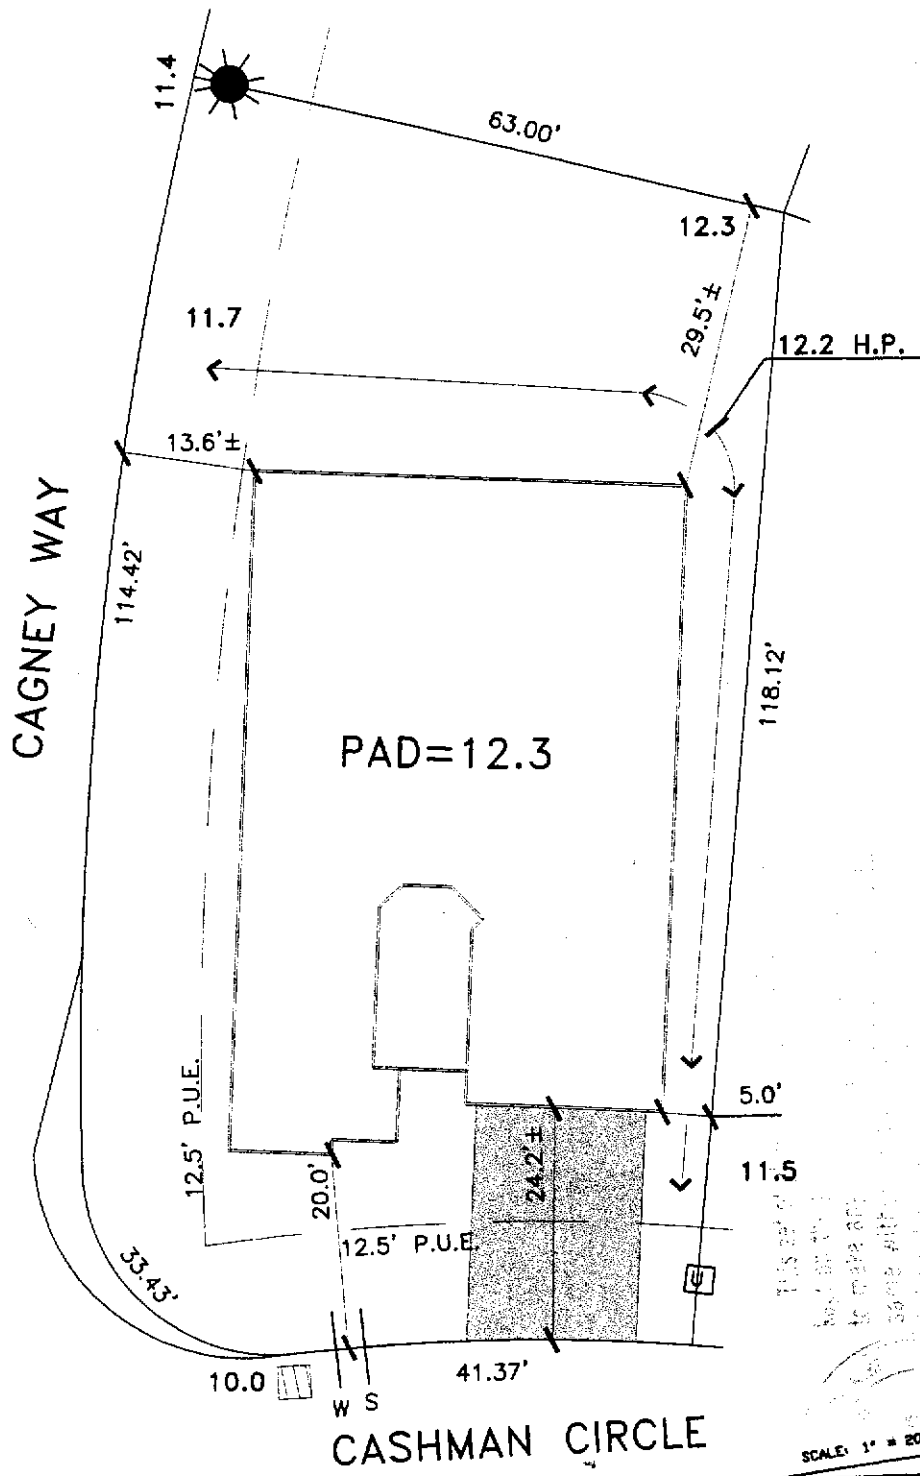 11.4
63.00'
12.3
29.5'±
11.7
12.2 H.P.
13.6'±
CAGNEY WAY
114.42'
118.12'
PAD=12.3
5.0'
12.5' P.U.E.
20.0'
24.2'±
11.5
12.5' P.U.E.
33.43'
41.37'
10.0
W S
CASHMAN CIRCLE
SCALE: 1" = 20